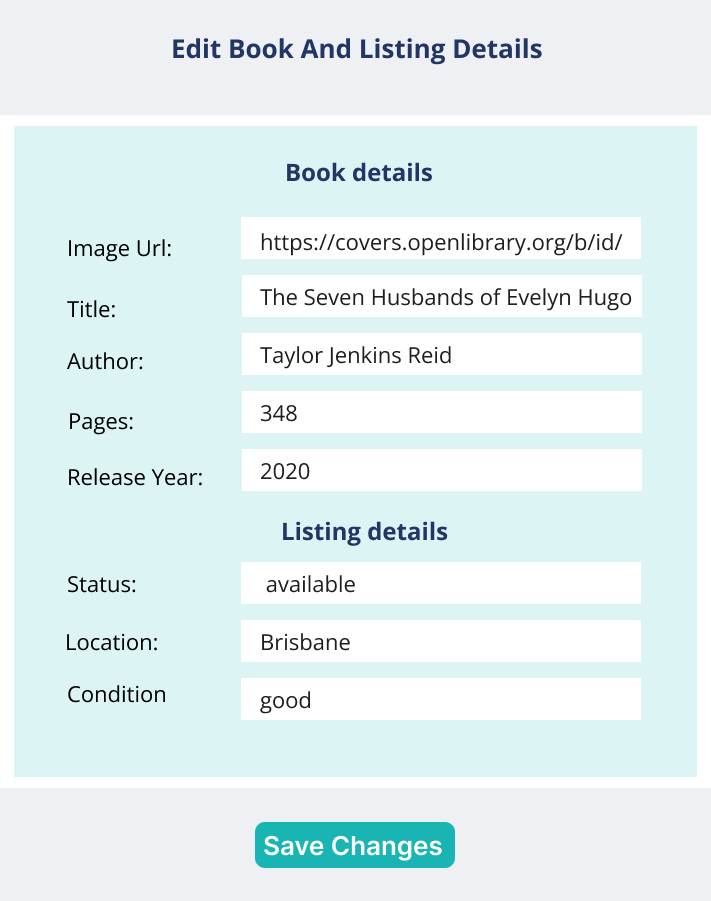 Edit Book And Listing Details
Book details
Image Url: https://covers.openlibrary.org/b/id/
Title: The Seven Husbands of Evelyn Hugo
Author: Taylor Jenkins Reid
Pages: 348
Release Year: 2020
Listing details
Status: available
Location: Brisbane
Condition good
Save Changes